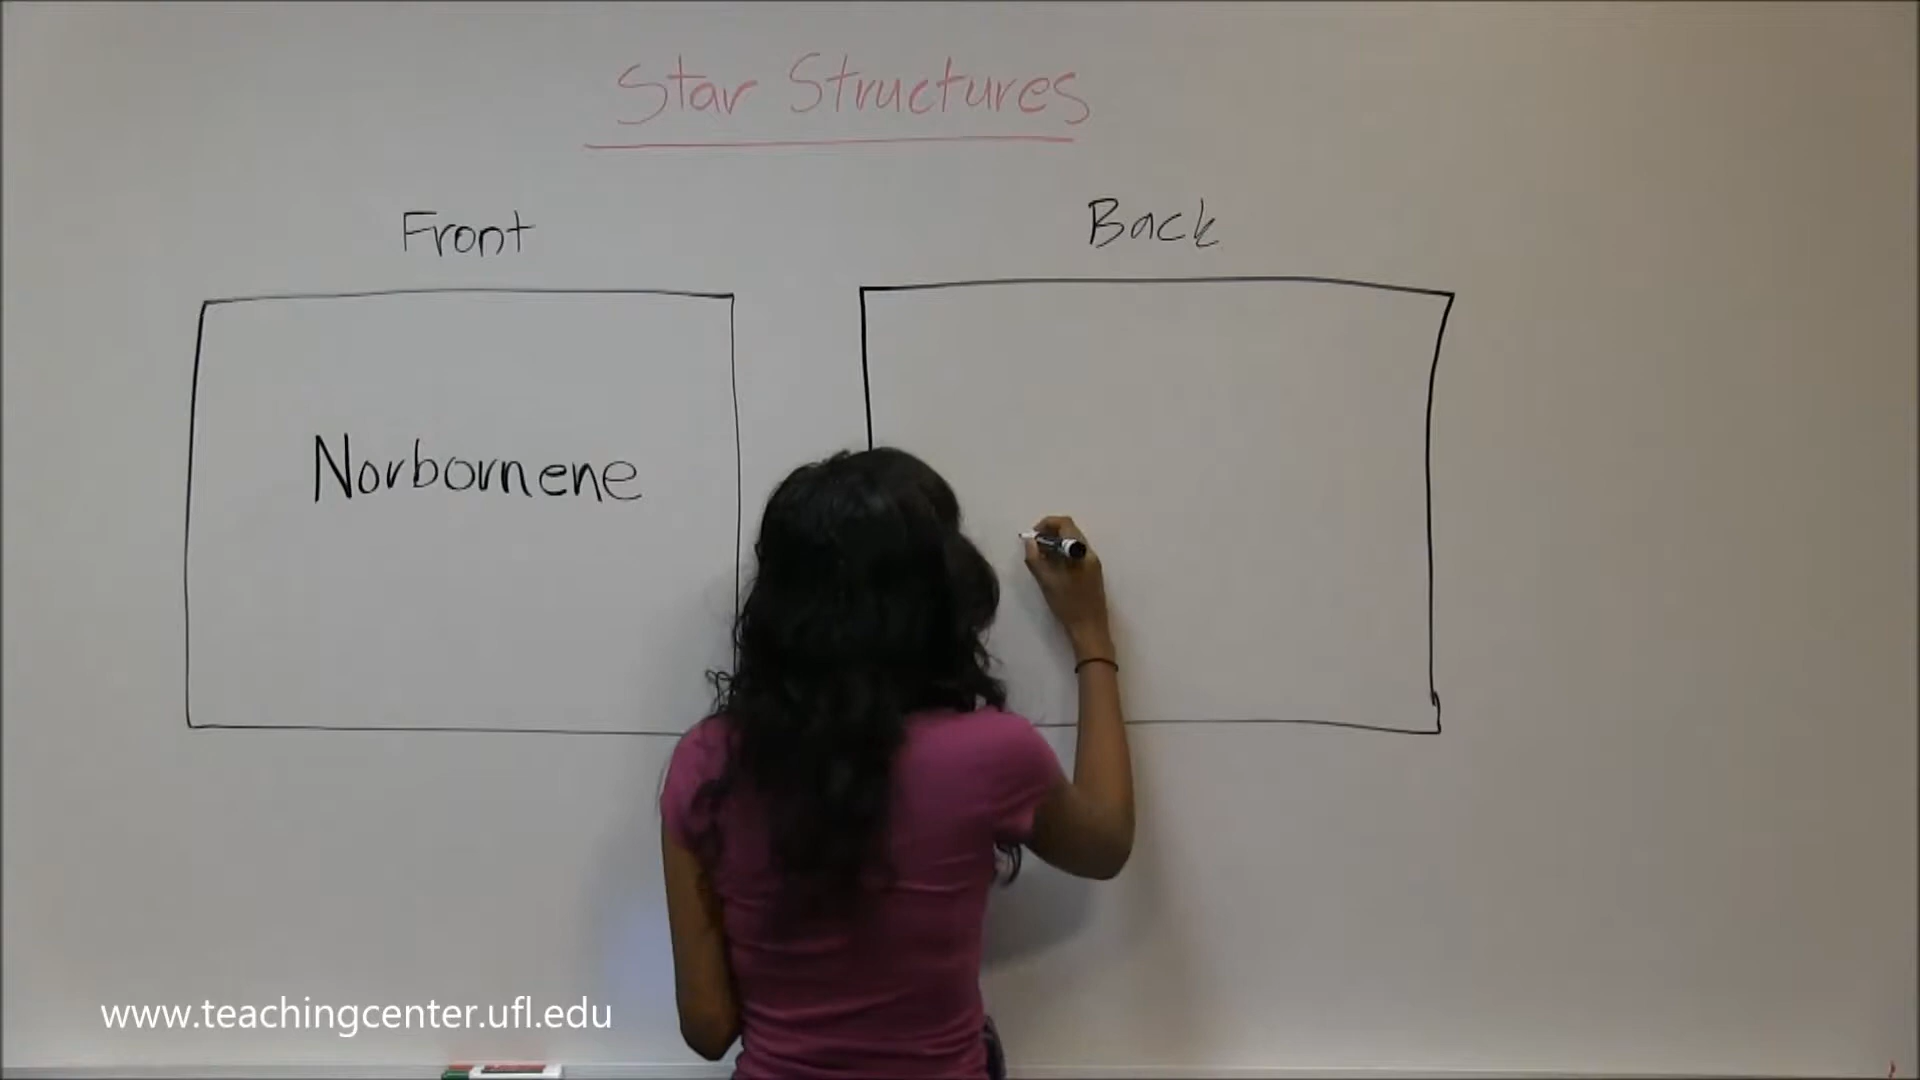 Star Structures
Front
Back
Norbornene
www.teachingcenter.ufl.edu